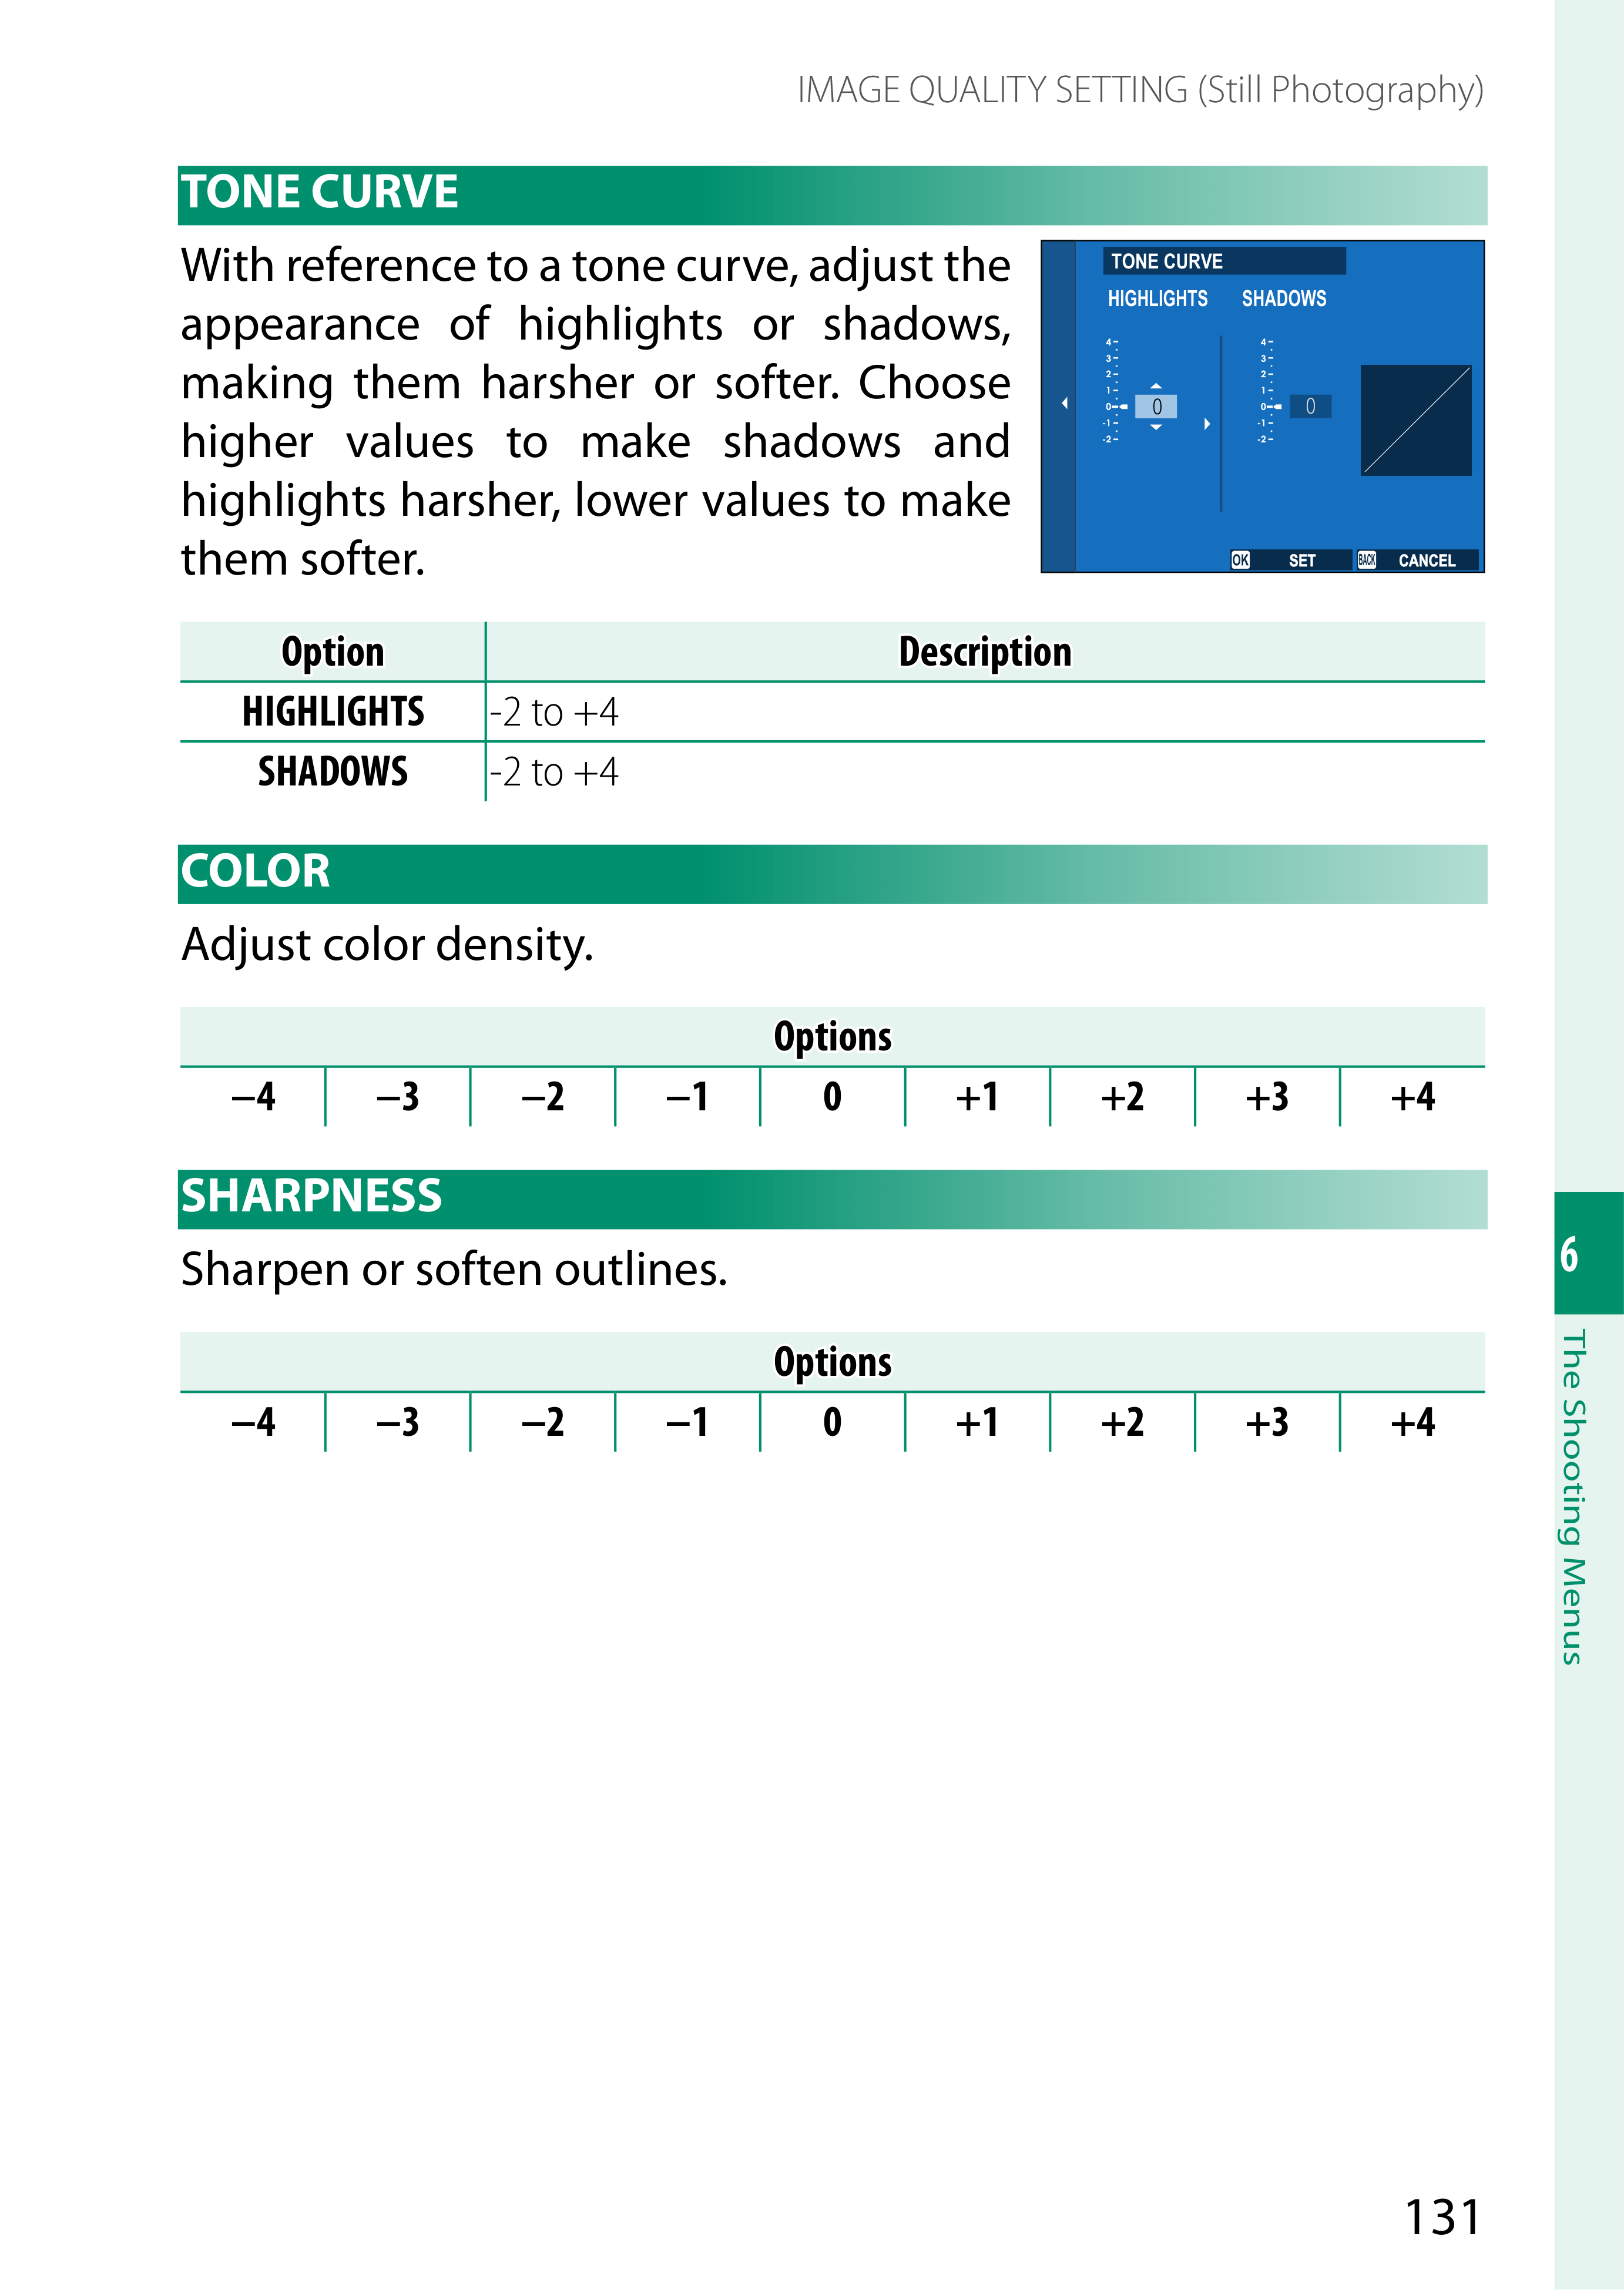 IMAGE QUALITY SETTING (Still Photography)
TONE CURVE
With reference to a tone curve, adjust the
appearance of highlights or shadows,
making them harsher or softer. Choose
higher values to make shadows and
highlights harsher, lower values to make
them softer.
TONE CURVE
HIGHLIGHTS SHADOWS
4 4
3 3
2 2
1 1
0 0 0 0
-1 -1
-2 -2
OK SET BACK CANCEL
Option Description
HIGHLIGHTS -2 to +4
SHADOWS -2 to +4
COLOR
Adjust color density.
Options
−4 −3 −2 −1 0 +1 +2 +3 +4
SHARPNESS
Sharpen or soften outlines.
Options
−4 −3 −2 −1 0 +1 +2 +3 +4
6
The Shooting Menus
131